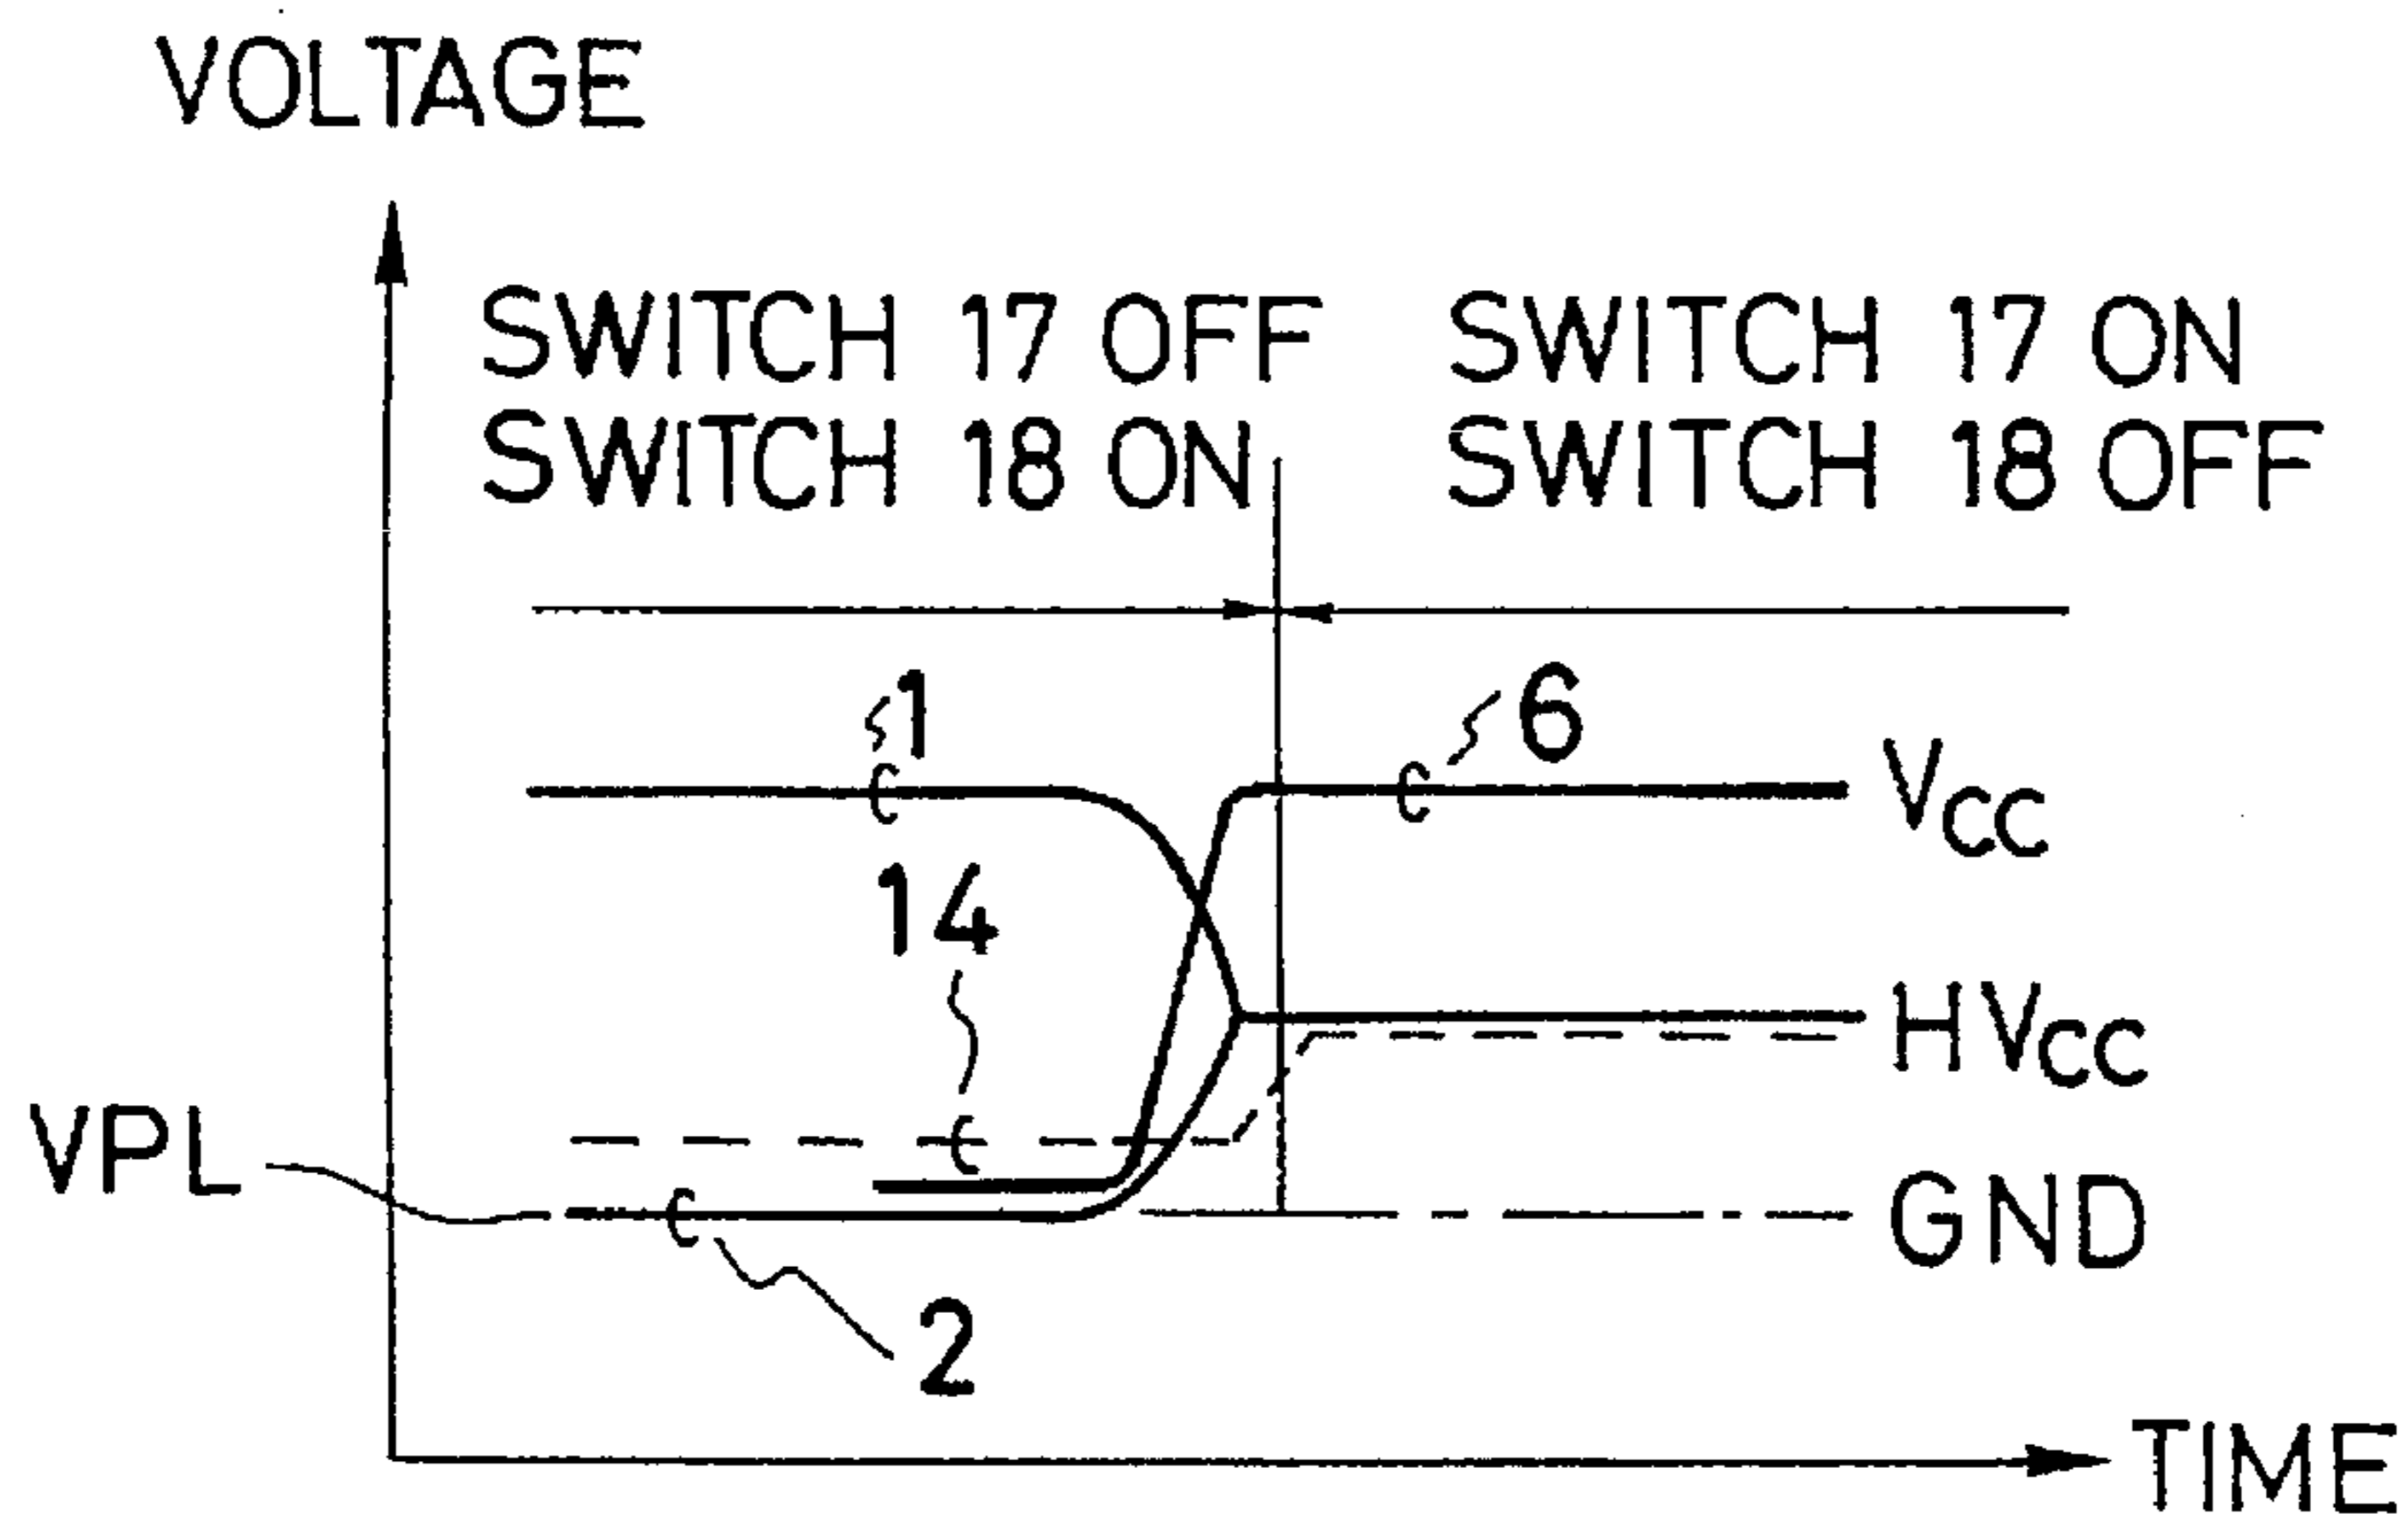 VOLTAGE
SWITCH 17 OFF
SWITCH 18 ON
SWITCH 17 ON
SWITCH 18 OFF
1
6
VCC
14
HVCC
VPL
GND
2
TIME